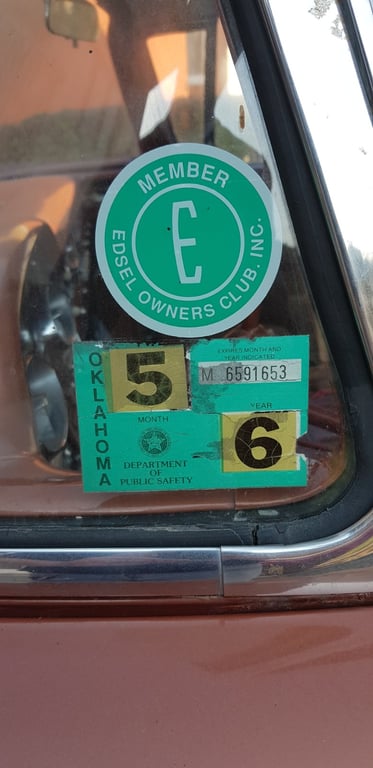 MEMBER
E
EDSEL OWNERS CLUB, INC.
OKLAHOMA
5
MONTH
DEPARTMENT
OF
PUBLIC SAFETY
EXPIRES MONTH AND
YEAR INDICATED
M 6591653
YEAR
6